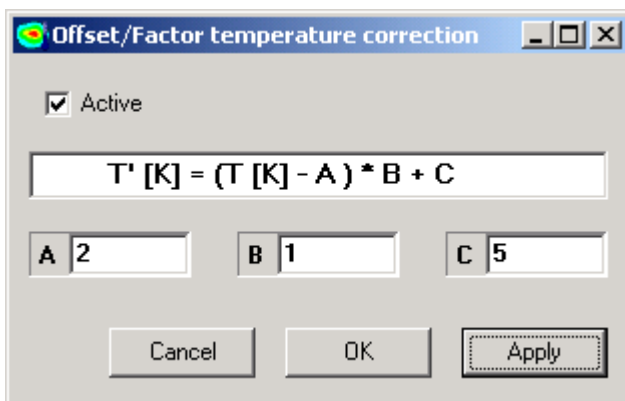 Offset/Factor temperature correction
Active
T' [K] = (T [K] - A ) * B + C
A 2 B 1 C 5
Cancel OK Apply